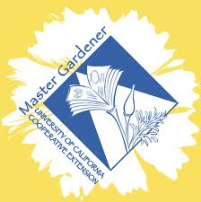 Master Gardener
UNIVERSITY OF CALIFORNIA
COOPERATIVE EXTENSION